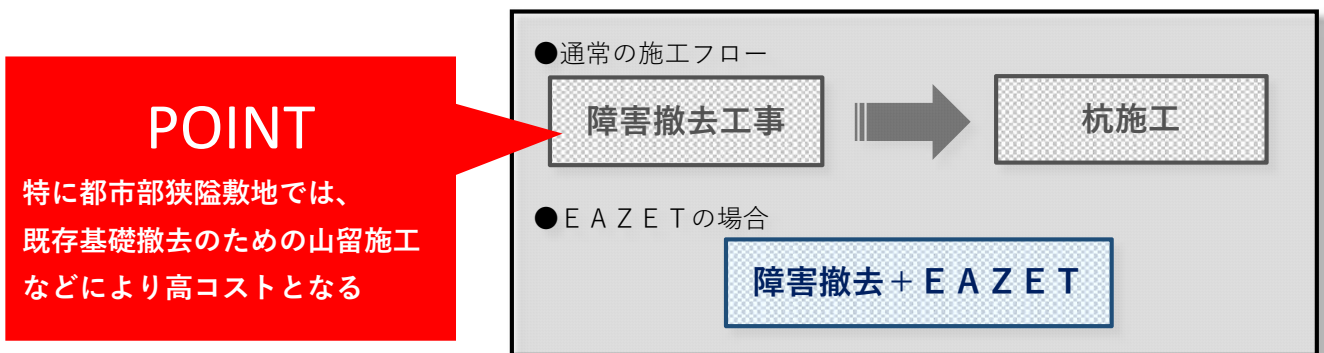 POINT
特に都市部狭隘敷地では、
既存基礎撤去のための山留施工
などにより高コストとなる
●通常の施工フロー
障害撤去工事
杭施工
●ＥＡＺＥＴの場合
障害撤去＋ＥＡＺＥＴ